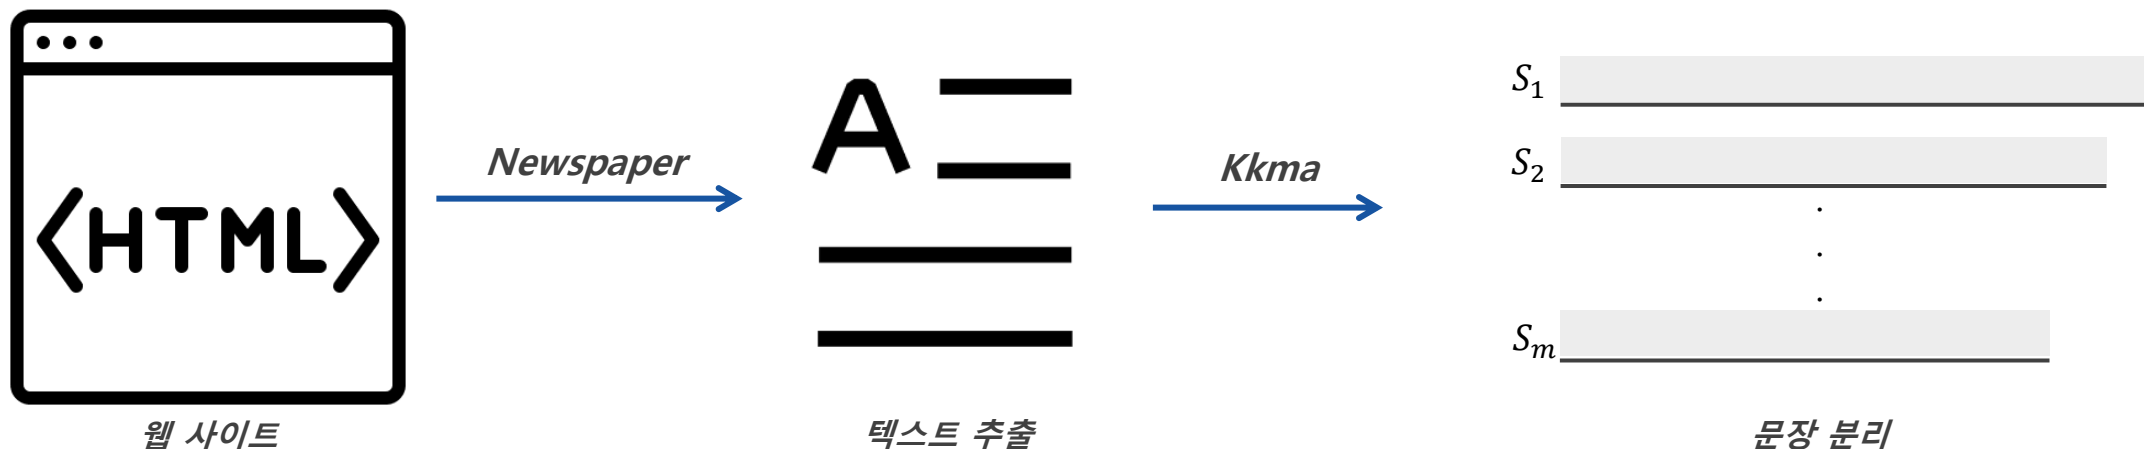 <HTML>
웹 사이트
Newspaper
A
텍스트 추출
Kkma
S₁
S₂
.
.
.
Sₘ
문장 분리